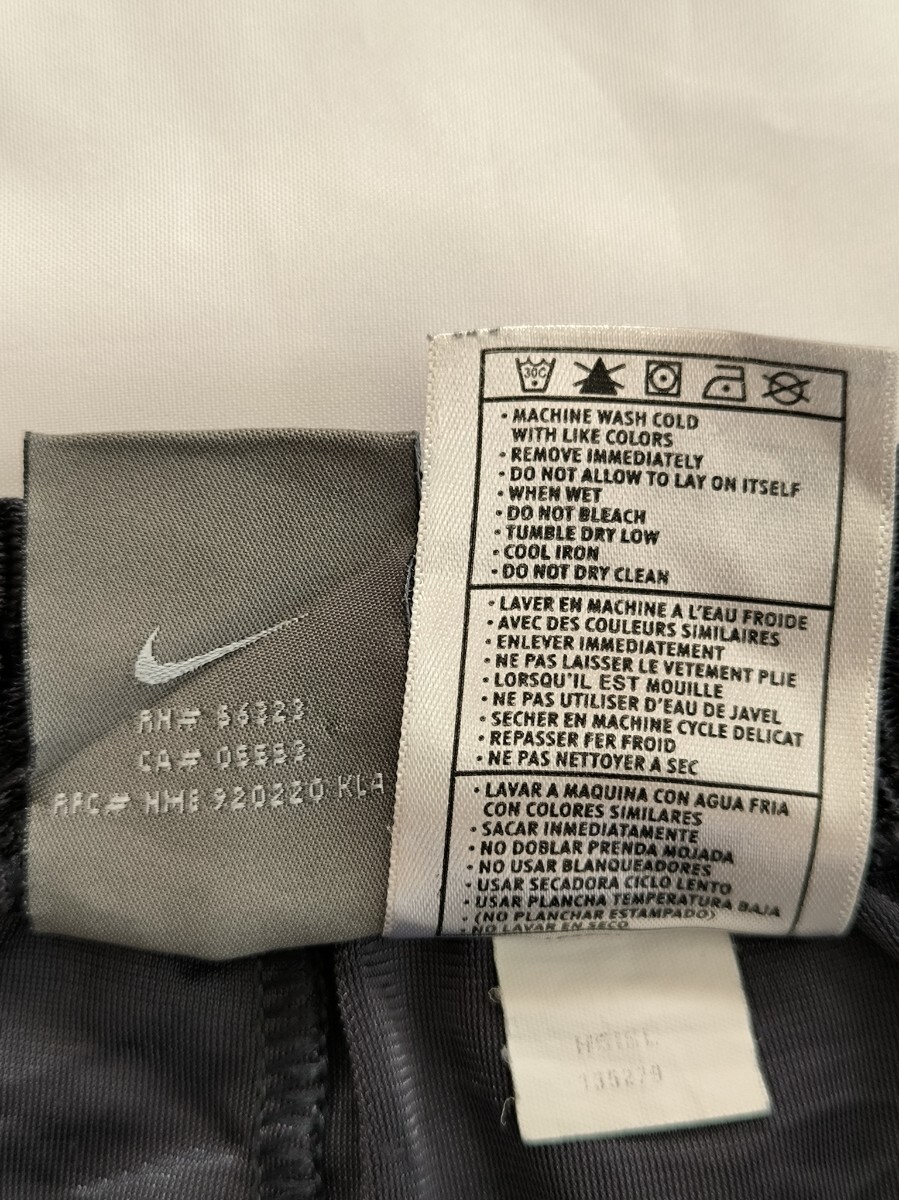 RN# 56323
CA# 05553
RFC# NME 920220 KLA
30C
• MACHINE WASH COLD
WITH LIKE COLORS
• REMOVE IMMEDIATELY
• DO NOT ALLOW TO LAY ON ITSELF
• WHEN WET
• DO NOT BLEACH
• TUMBLE DRY LOW
• COOL IRON
• DO NOT DRY CLEAN
• LAVER EN MACHINE A L'EAU FROIDE
• AVEC DES COULEURS SIMILAIRES
• ENLEVER IMMEDIATEMENT
• NE PAS LAISSER LE VETEMENT PLIE
• LORSQU'IL EST MOUILLE
• NE PAS UTILISER D'EAU DE JAVEL
• SECHER EN MACHINE CYCLE DELICAT
• REPASSER FER FROID
• NE PAS NETTOYER A SEC
• LAVAR A MAQUINA CON AGUA FRIA
CON COLORES SIMILARES
• SACAR INMEDIATAMENTE
• NO DOBLAR PRENDA MOJADA
• NO USAR BLANQUEADORES
• USAR SECADORA CICLO LENTO
• USAR PLANCHA TEMPERATURA BAJA
• (NO PLANCHAR ESTAMPADO)
• NO LAVAR EN SECO
135279